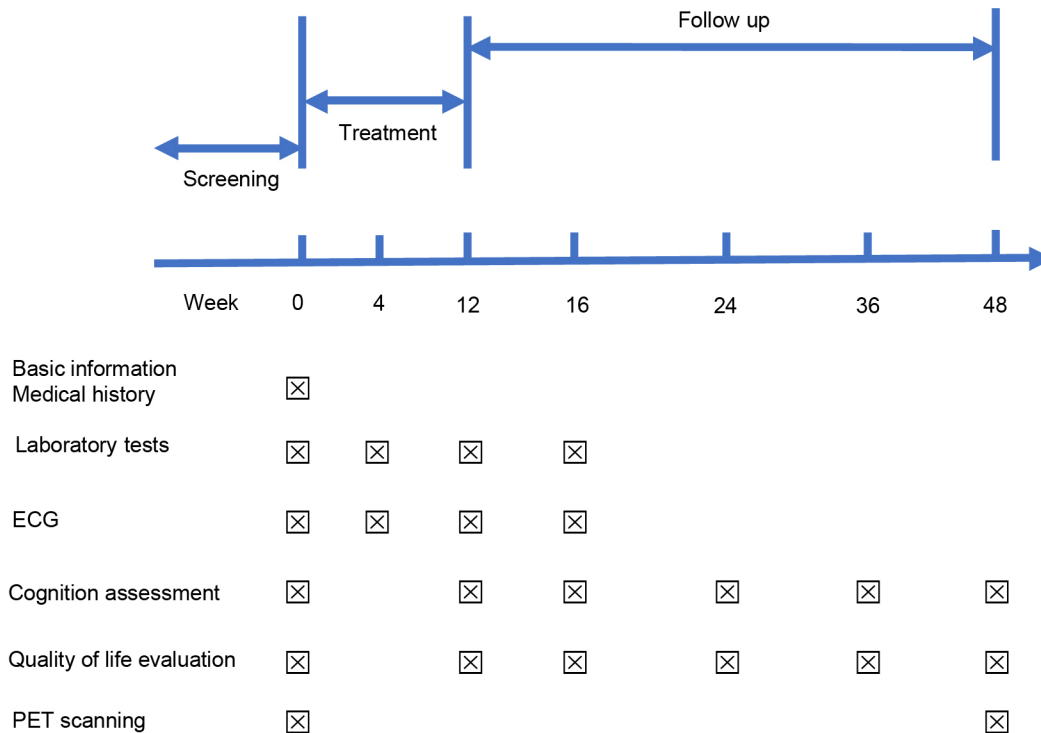 Follow up
Treatment
Screening
Week 0 4 12 16 24 36 48
Basic information
Medical history
Laboratory tests
ECG
Cognition assessment
Quality of life evaluation
PET scanning